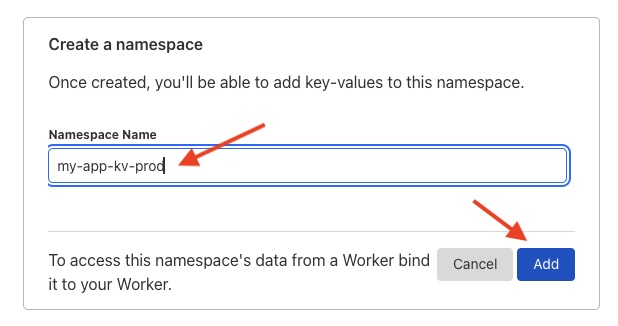 Create a namespace
Once created, you'll be able to add key-values to this namespace.
Namespace Name
my-app-kv-prod
To access this namespace's data from a Worker bind
it to your Worker.
Cancel
Add